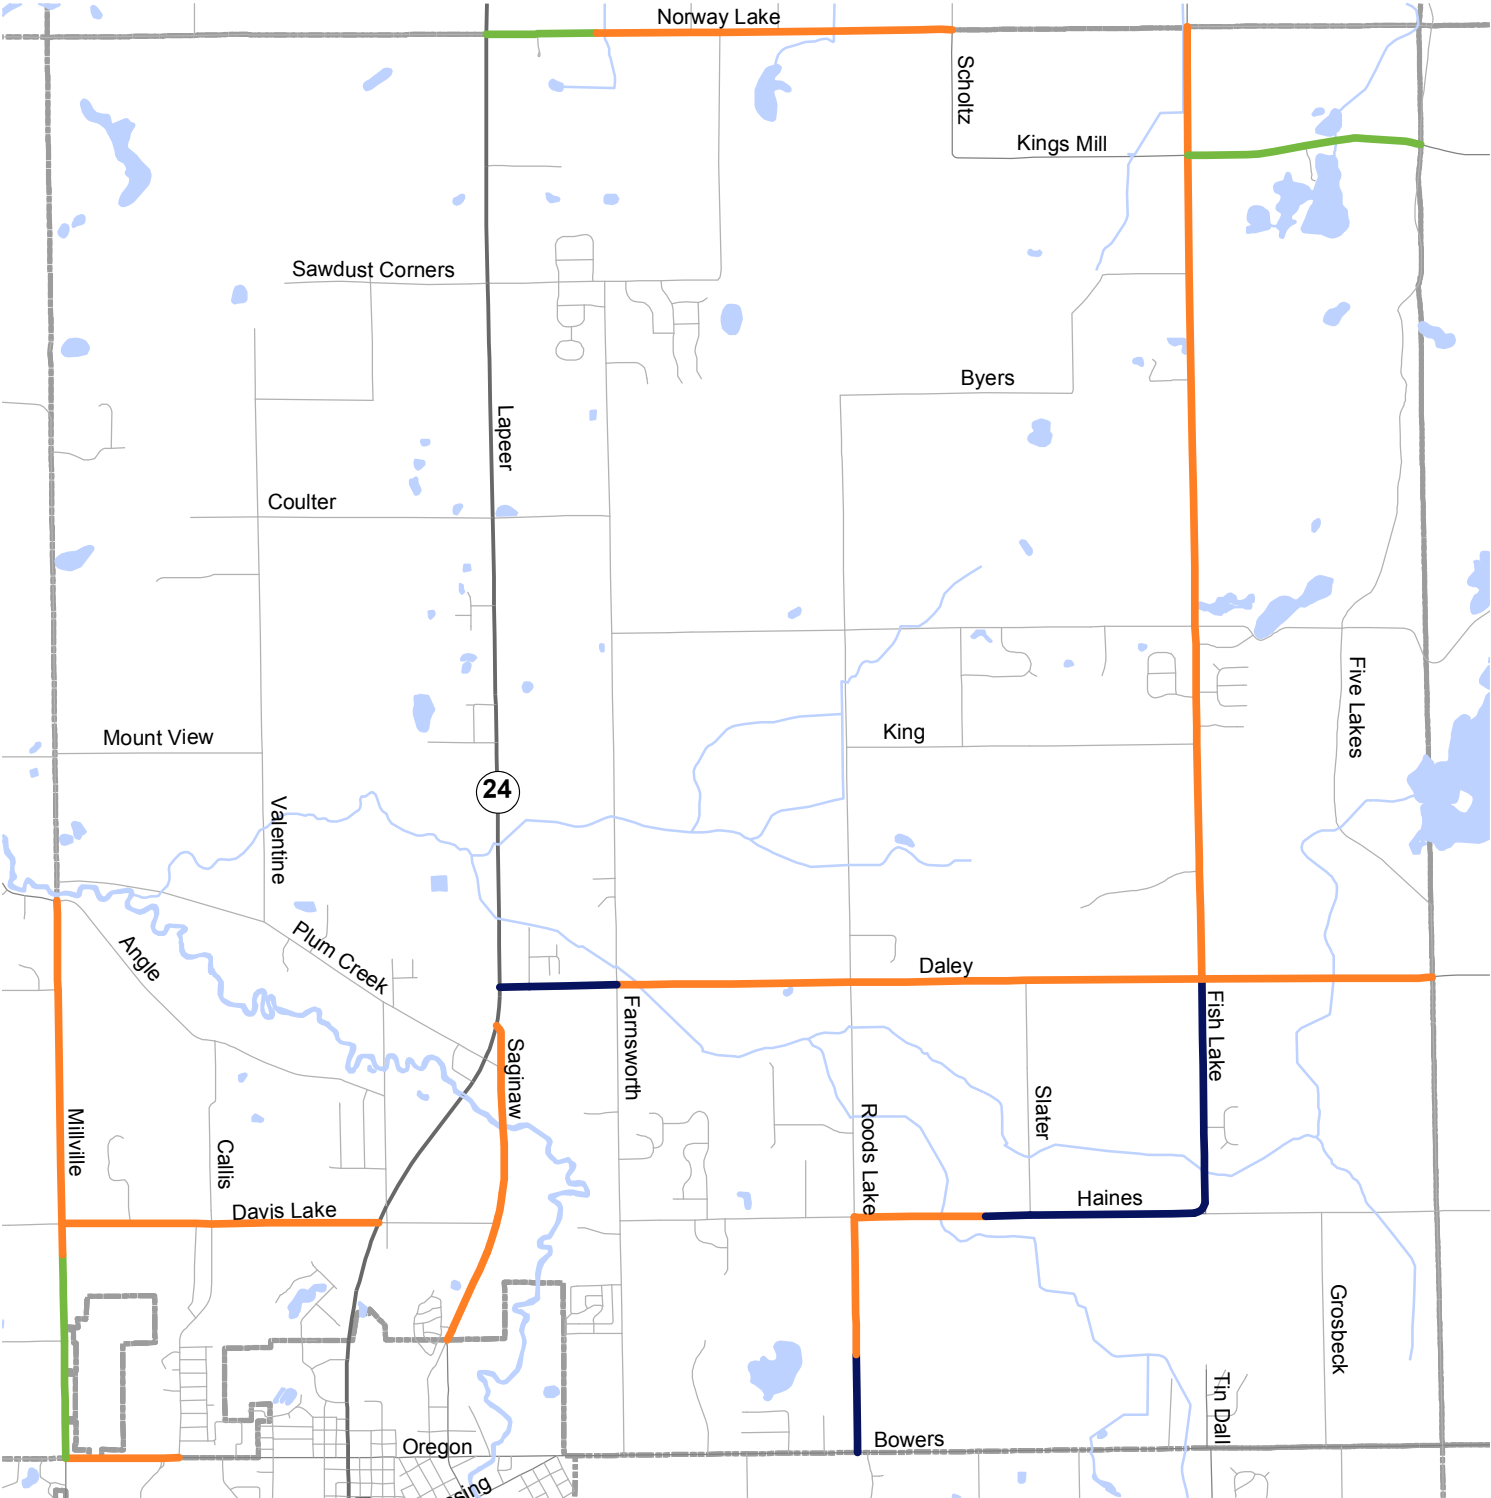 Norway Lake
Scholtz
Kings Mill
Sawdust Corners
Byers
Lapeer
Coulter
Five Lakes
King
Mount View
24
Valentine
Plum Creek
Angle
Daley
Farnsworth
Fish Lake
Saginaw
Slater
Roods Lake
Millville
Callis
Haines
Davis Lake
Grosbeck
Tin Dall
Bowers
Oregon
sing